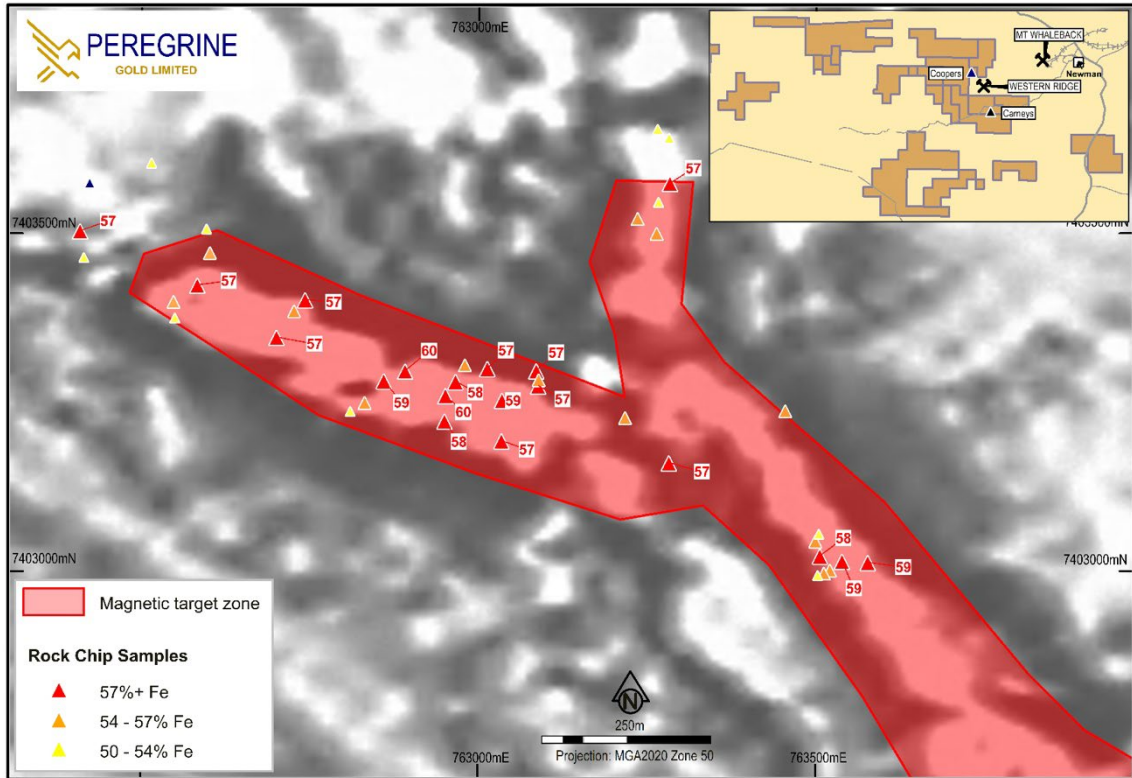 PEREGRINE
GOLD LIMITED
763000mE
MT WHALEBACK
Coopers
Newman
WESTERN RIDGE
Carneys
57
57
7403500mN
57
57
57
60
57
57
58
59
59
60
57
58
57
57
7403000mN
58
59
59
7403000mN
Magnetic target zone
Rock Chip Samples
57%+ Fe
54 - 57% Fe
50 - 54% Fe
N
250m
Projection: MGA2020 Zone 50
763000mE
763500mE